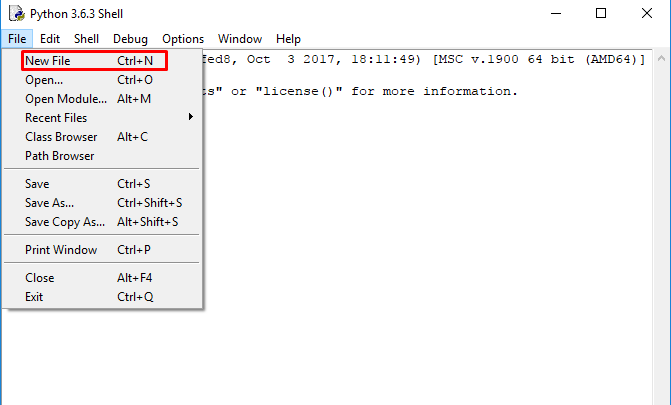 Python 3.6.3 Shell
File Edit Shell Debug Options Window Help
fed8, Oct  3 2017, 18:11:49) [MSC v.1900 64 bit (AMD64)]
ts" or "license()" for more information.
New File Ctrl+N
Open... Ctrl+O
Open Module... Alt+M
Recent Files
Class Browser Alt+C
Path Browser
Save Ctrl+S
Save As... Ctrl+Shift+S
Save Copy As... Alt+Shift+S
Print Window Ctrl+P
Close Alt+F4
Exit Ctrl+Q